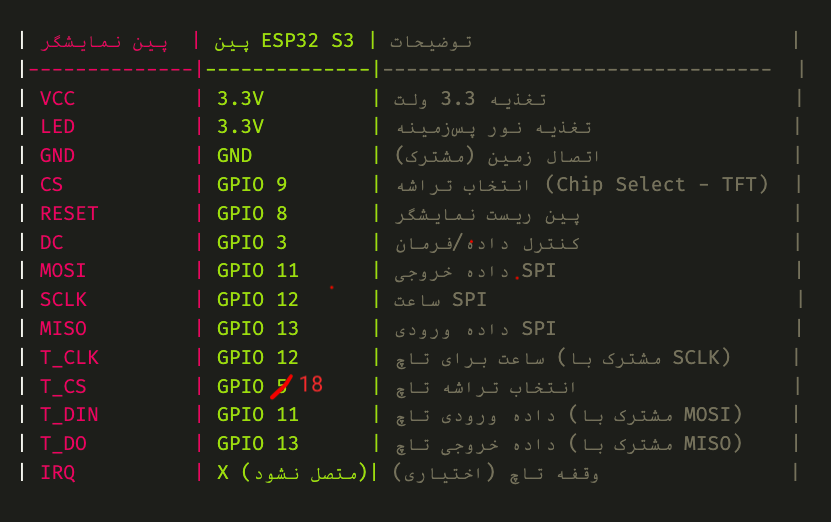 | پین نمایشگر | پین ESP32 S3 | توضیحات |
|--------------|--------------|---------------------------------|
| VCC | 3.3V | تغذیه 3.3 ولت |
| LED | 3.3V | تغذیه نور پس‌زمینه |
| GND | GND | اتصال زمین (مشترک) |
| CS | GPIO 9 | انتخاب تراشه (Chip Select - TFT) |
| RESET | GPIO 8 | پین ریست نمایشگر |
| DC | GPIO 3 | کنترل داده/فرمان |
| MOSI | GPIO 11 | داده خروجی SPI |
| SCLK | GPIO 12 | ساعت SPI |
| MISO | GPIO 13 | داده ورودی SPI |
| T_CLK | GPIO 12 | ساعت برای تاچ (مشترک با SCLK) |
| T_CS | GPIO 5 18 | انتخاب تراشه تاچ |
| T_DIN | GPIO 11 | داده ورودی تاچ (مشترک با MOSI) |
| T_DO | GPIO 13 | داده خروجی تاچ (مشترک با MISO) |
| IRQ | X (متصل نشود) | وقفه تاچ (اختیاری) |